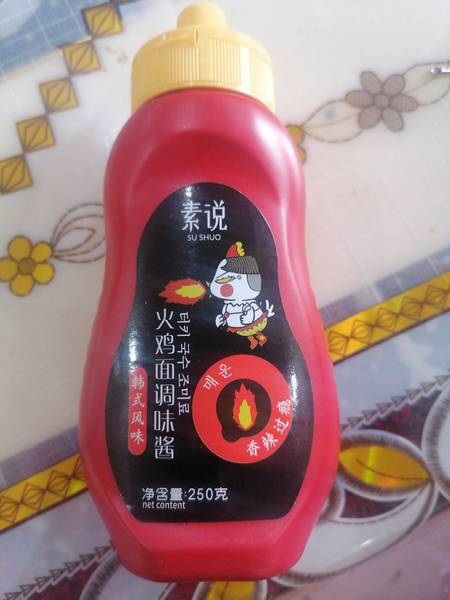 素说
SU SHUO
火鸡面调味酱
터키 국수 조미료
韩式风味
매운
香辣过瘾
净含量:250克
net content